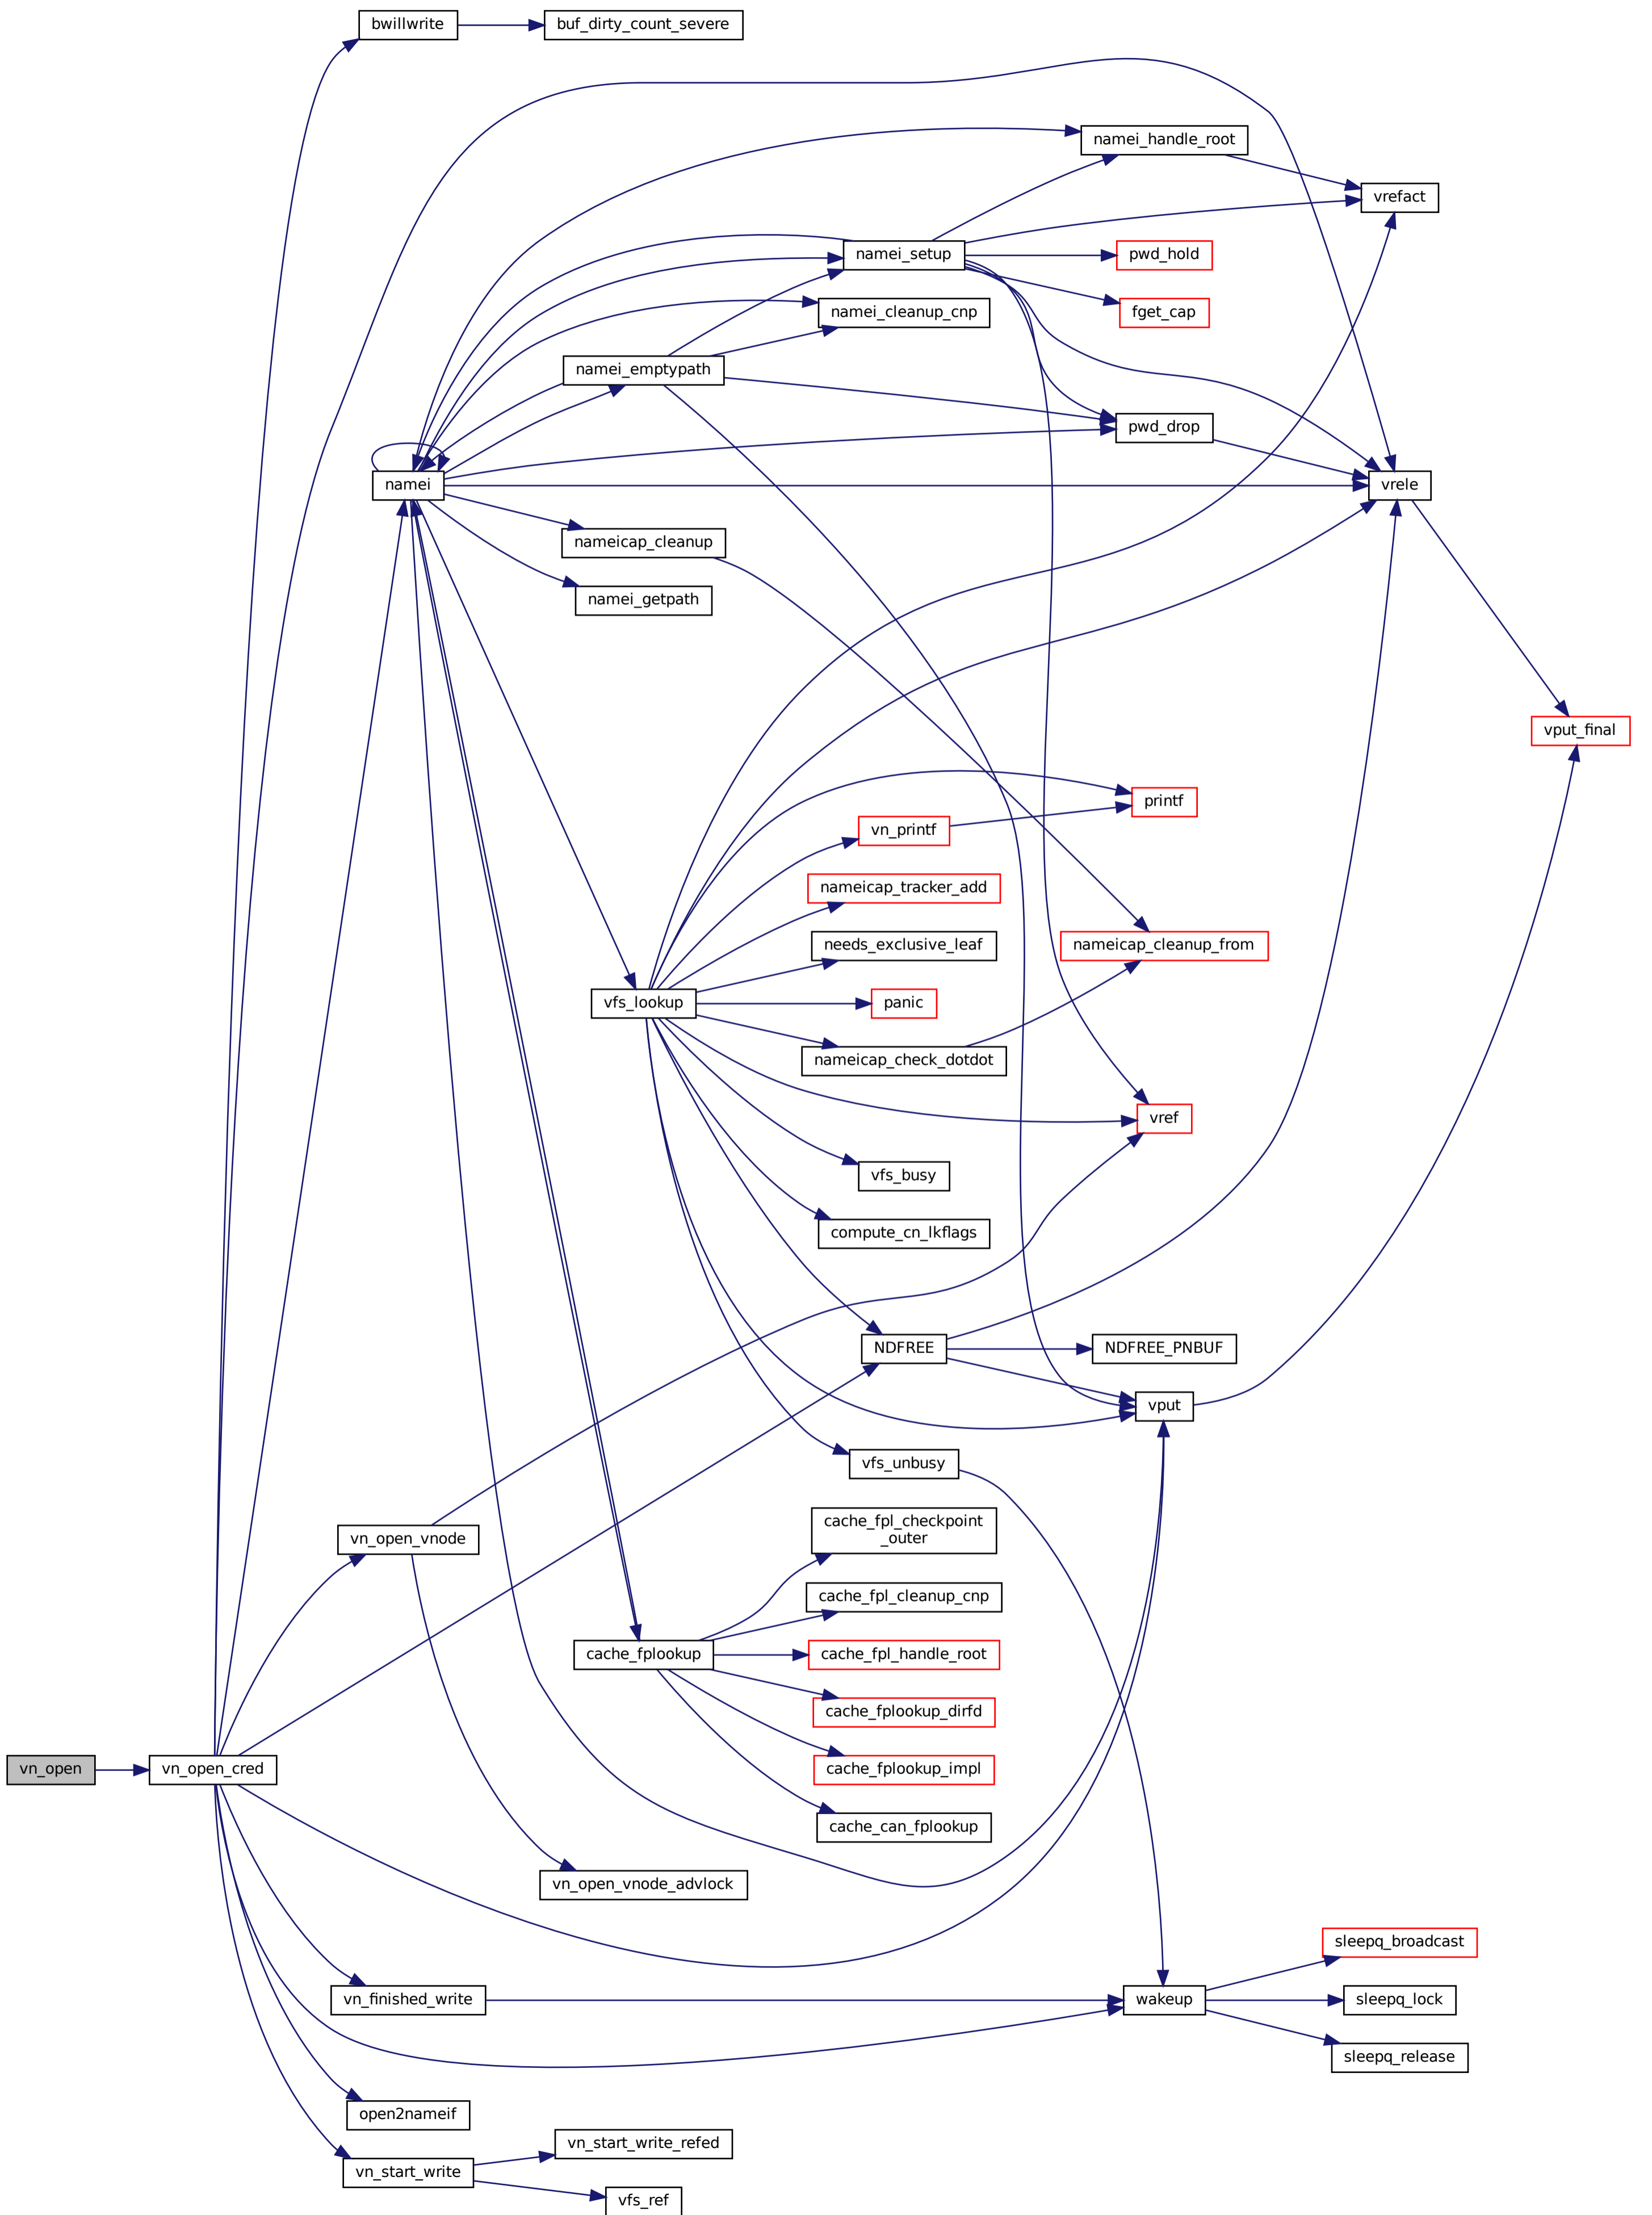 bwillwrite
buf_dirty_count_severe
namei_handle_root
vrefact
namei_setup
pwd_hold
fget_cap
namei_cleanup_cnp
namei_emptypath
pwd_drop
namei
vrele
nameicap_cleanup
namei_getpath
vput_final
printf
vn_printf
nameicap_tracker_add
needs_exclusive_leaf
nameicap_cleanup_from
vfs_lookup
panic
nameicap_check_dotdot
vref
vfs_busy
compute_cn_lkflags
NDFREE
NDFREE_PNBUF
vput
vfs_unbusy
cache_fpl_checkpoint
_outer
vn_open_vnode
cache_fpl_cleanup_cnp
cache_fplookup
cache_fpl_handle_root
cache_fplookup_dirfd
vn_open
vn_open_cred
cache_fplookup_impl
cache_can_fplookup
vn_open_vnode_advlock
sleepq_broadcast
vn_finished_write
wakeup
sleepq_lock
sleepq_release
open2nameif
vn_start_write_refed
vn_start_write
vfs_ref